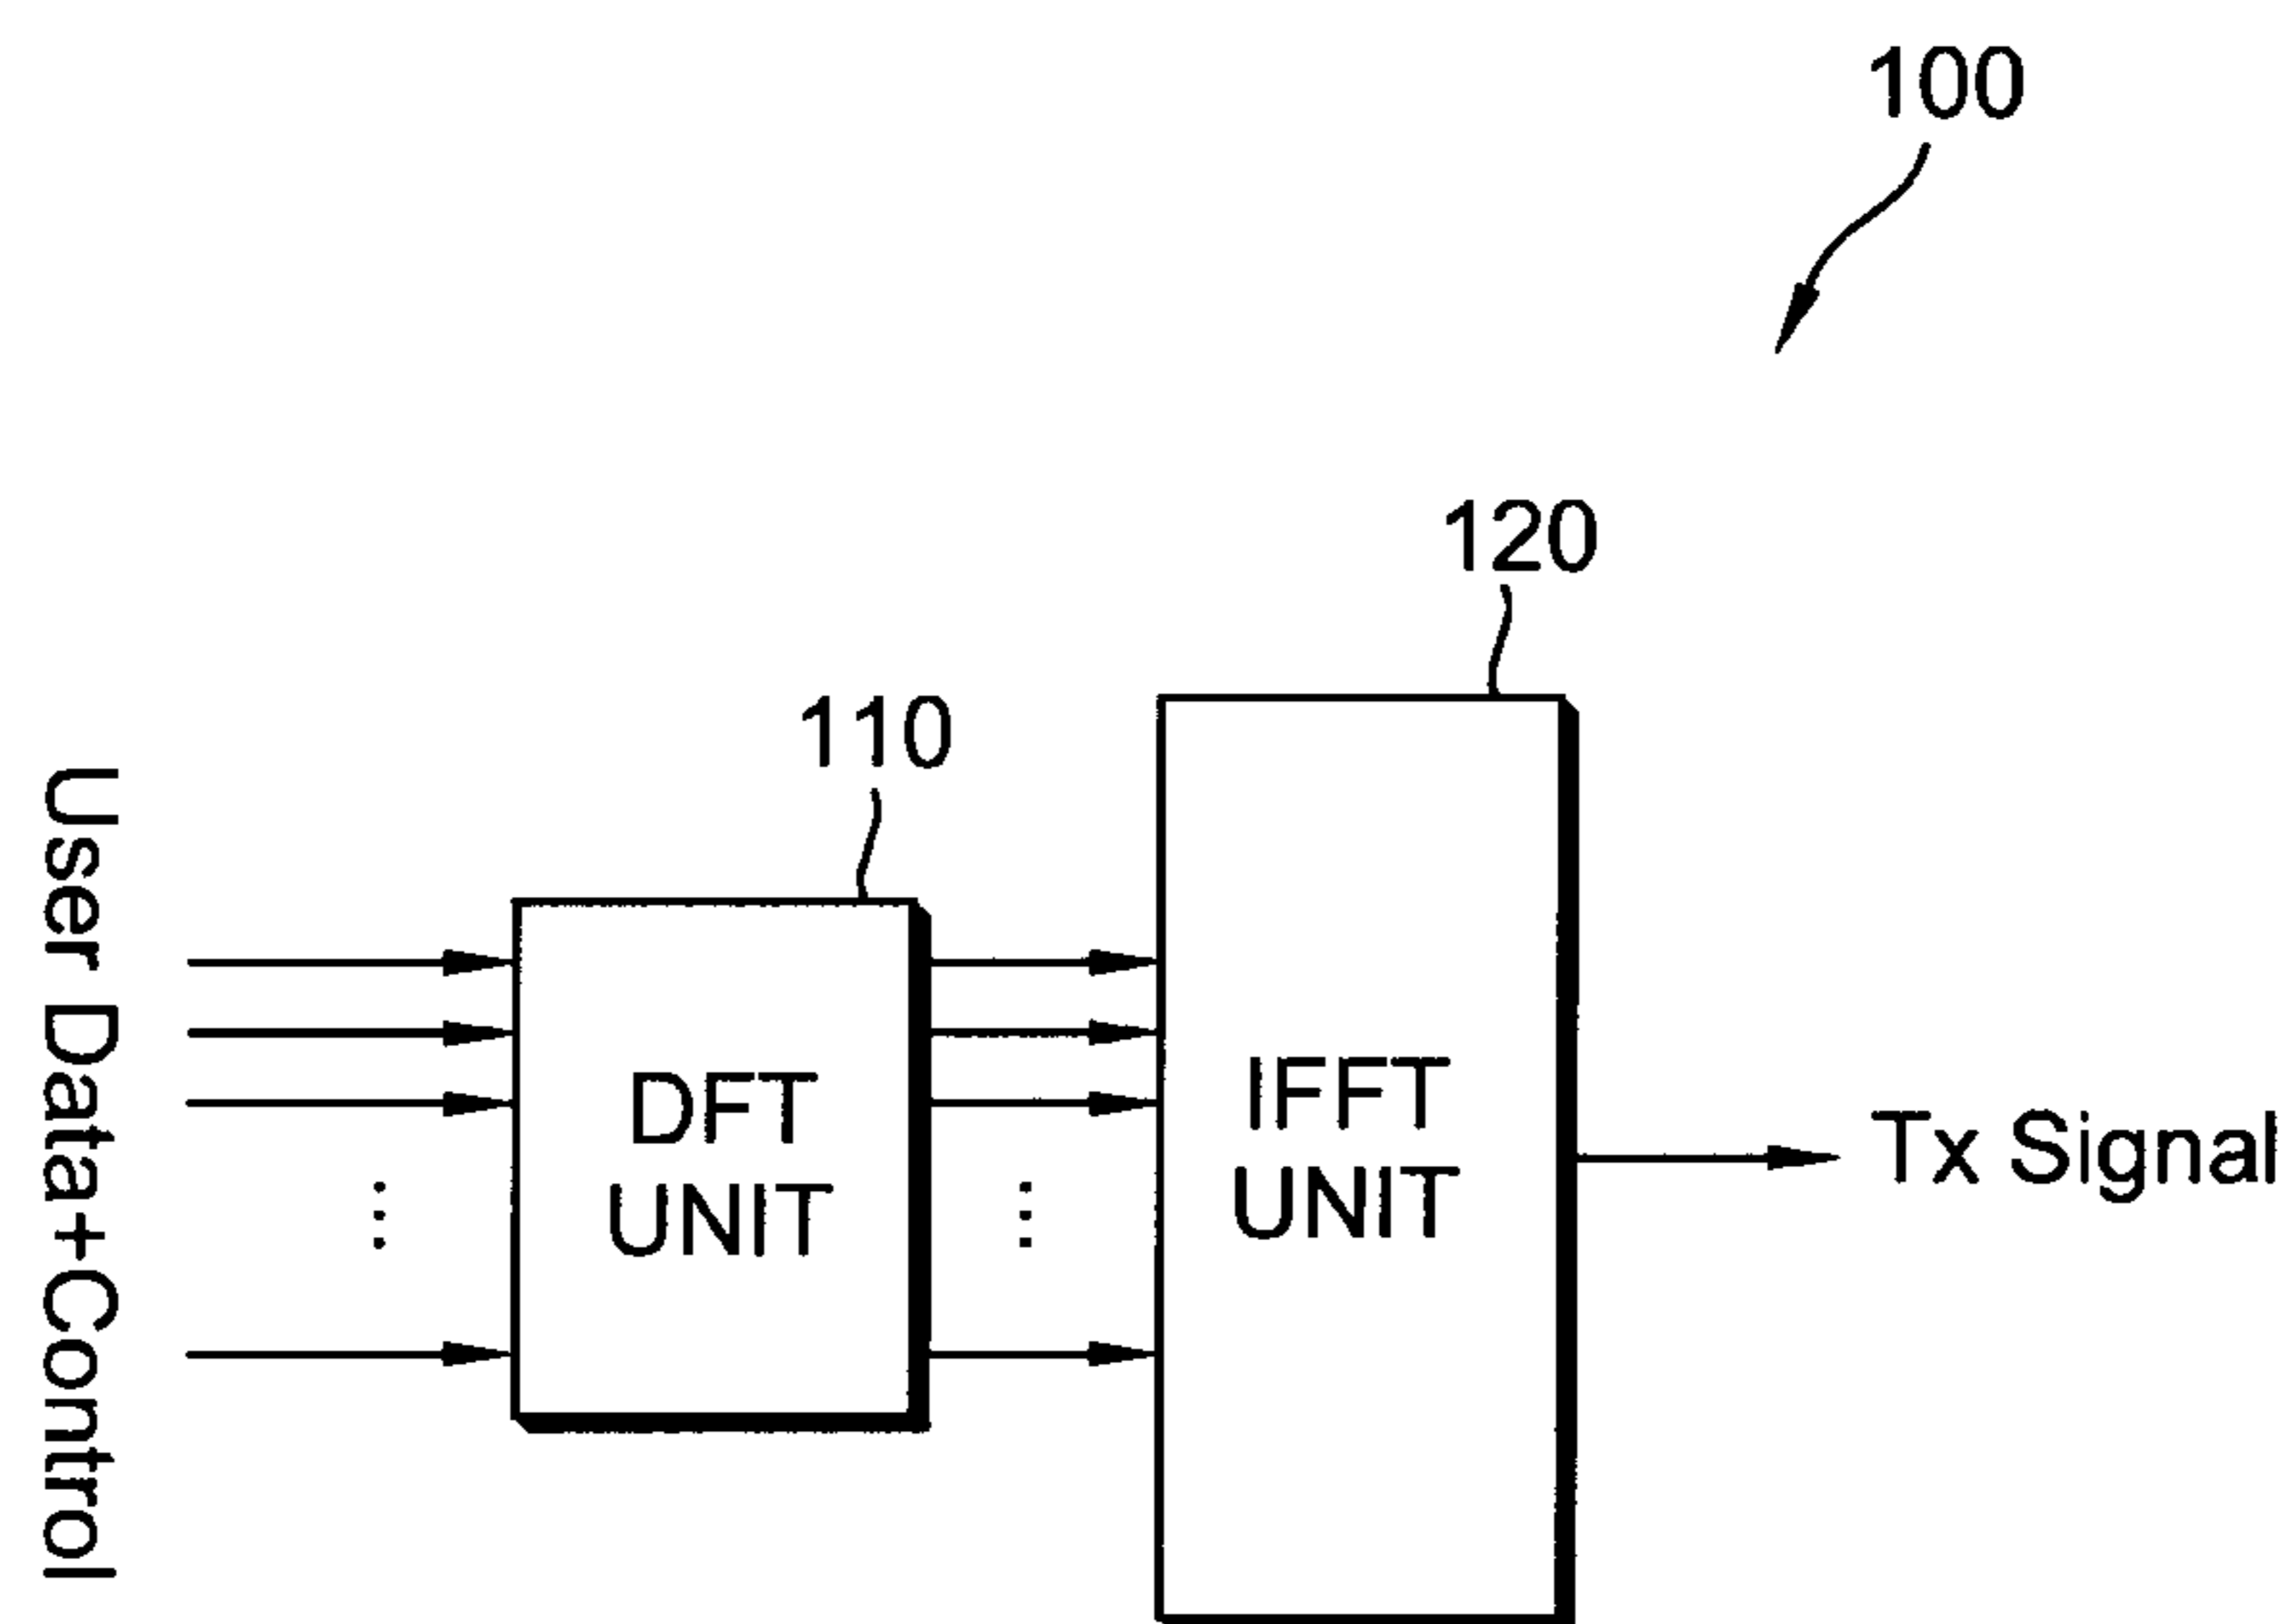 100
120
110
User Data+Control
DFT
UNIT
IFFT
UNIT
Tx Signal